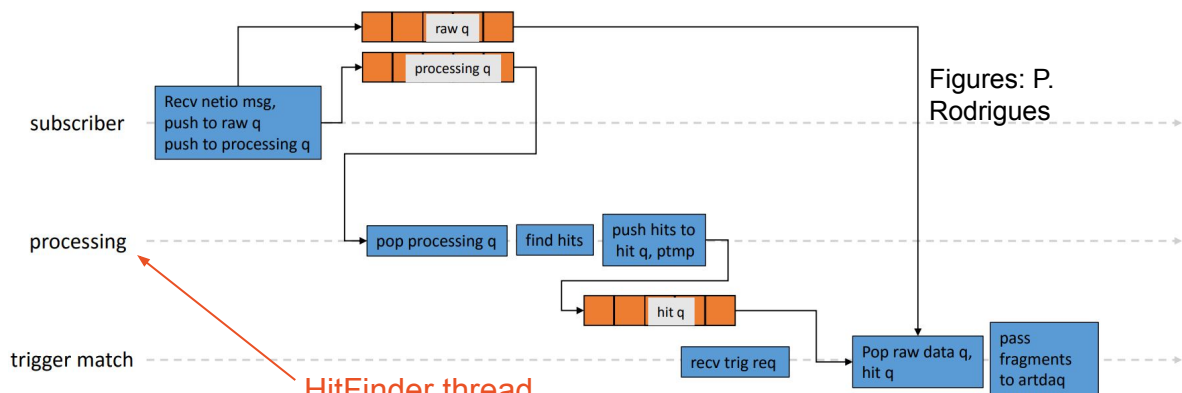 raw q
processing q
Figures: P.
Rodrigues
Recv netio msg,
push to raw q
push to processing q
subscriber
processing
pop processing q
find hits
push hits to
hit q, ptmp
hit q
trigger match
recv trig req
Pop raw data q,
hit q
pass
fragments
to artdaq
HitFinder thread